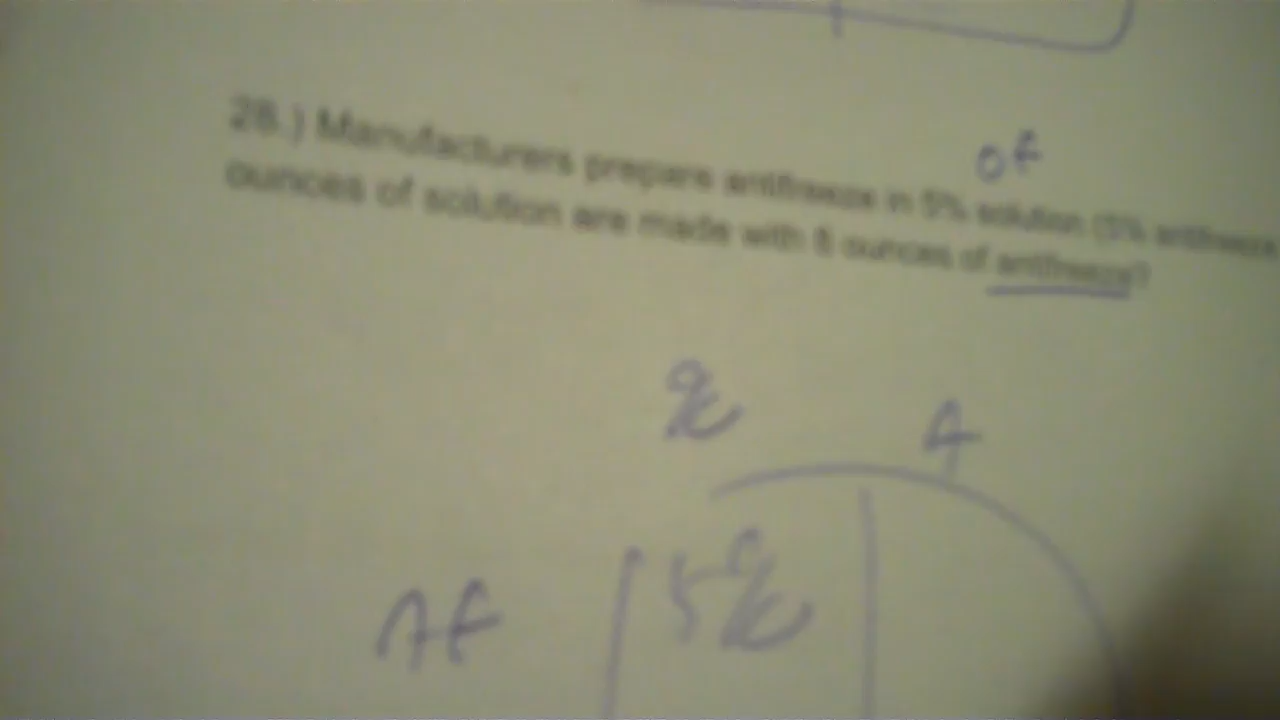 of
28.) Manufacturers prepare antifreeze in 5% solution (5% antifreeze
ounces of solution are made with 8 ounces of antifreeze?
%
A
AF 5%